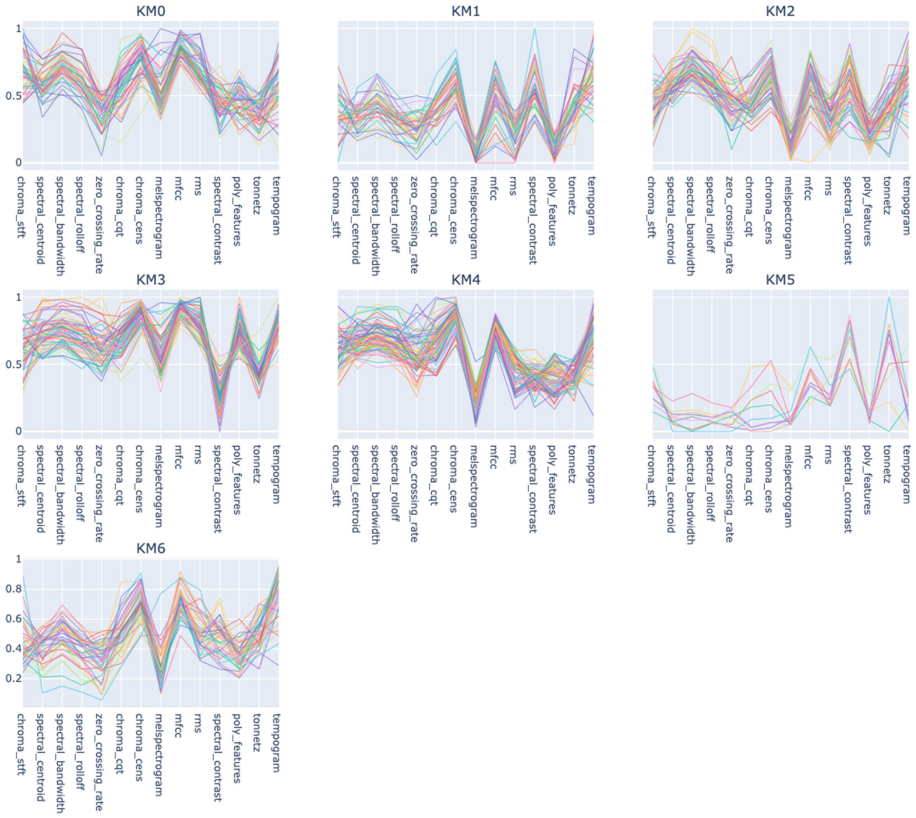 KM0 KM1 KM2
1
0.5
0
chroma_stft spectral_centroid spectral_bandwidth spectral_rolloff zero_crossing_rate chroma_cqt chroma_cens melspectrogram mfcc rms spectral_contrast poly_features tonnetz tempogram chroma_stft spectral_centroid spectral_bandwidth spectral_rolloff zero_crossing_rate chroma_cqt chroma_cens melspectrogram mfcc rms spectral_contrast poly_features tonnetz tempogram chroma_stft spectral_centroid spectral_bandwidth spectral_rolloff zero_crossing_rate chroma_cqt chroma_cens melspectrogram mfcc rms spectral_contrast poly_features tonnetz tempogram
KM3 KM4 KM5
1
0.5
0
chroma_stft spectral_centroid spectral_bandwidth spectral_rolloff zero_crossing_rate chroma_cqt chroma_cens melspectrogram mfcc rms spectral_contrast poly_features tonnetz tempogram chroma_stft spectral_centroid spectral_bandwidth spectral_rolloff zero_crossing_rate chroma_cqt chroma_cens melspectrogram mfcc rms spectral_contrast poly_features tonnetz tempogram chroma_stft spectral_centroid spectral_bandwidth spectral_rolloff zero_crossing_rate chroma_cqt chroma_cens melspectrogram mfcc rms spectral_contrast poly_features tonnetz tempogram
KM6
1
0.8
0.6
0.4
0.2
chroma_stft spectral_centroid spectral_bandwidth spectral_rolloff zero_crossing_rate chroma_cqt chroma_cens melspectrogram mfcc rms spectral_contrast poly_features tonnetz tempogram